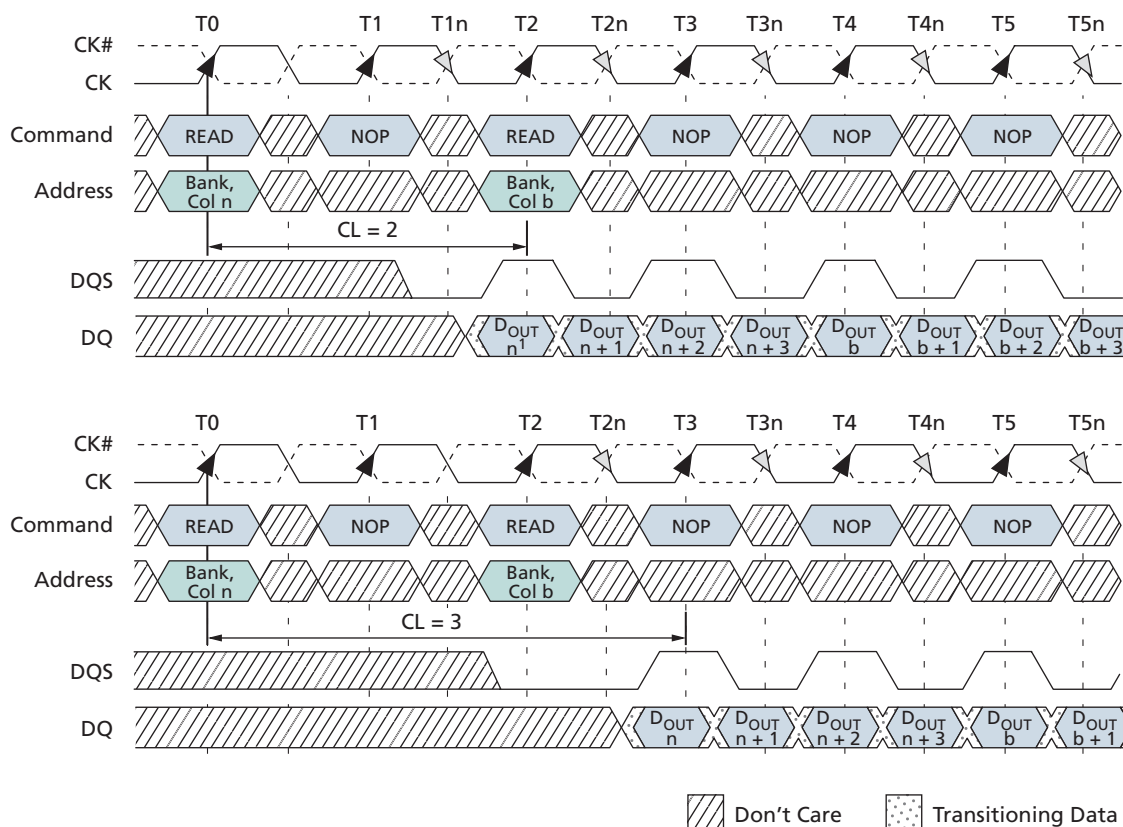 T0 T1 T1n T2 T2n T3 T3n T4 T4n T5 T5n
CK#
CK
Command READ NOP READ NOP NOP NOP
Address Bank, Col n Bank, Col b
CL = 2
DQS
DQ DOUT n1 DOUT n + 1 DOUT n + 2 DOUT n + 3 DOUT b DOUT b + 1 DOUT b + 2 DOUT b + 3
T0 T1 T2 T2n T3 T3n T4 T4n T5 T5n
CK#
CK
Command READ NOP READ NOP NOP NOP
Address Bank, Col n Bank, Col b
CL = 3
DQS
DQ DOUT n DOUT n + 1 DOUT n + 2 DOUT n + 3 DOUT b DOUT b + 1
Don't Care Transitioning Data